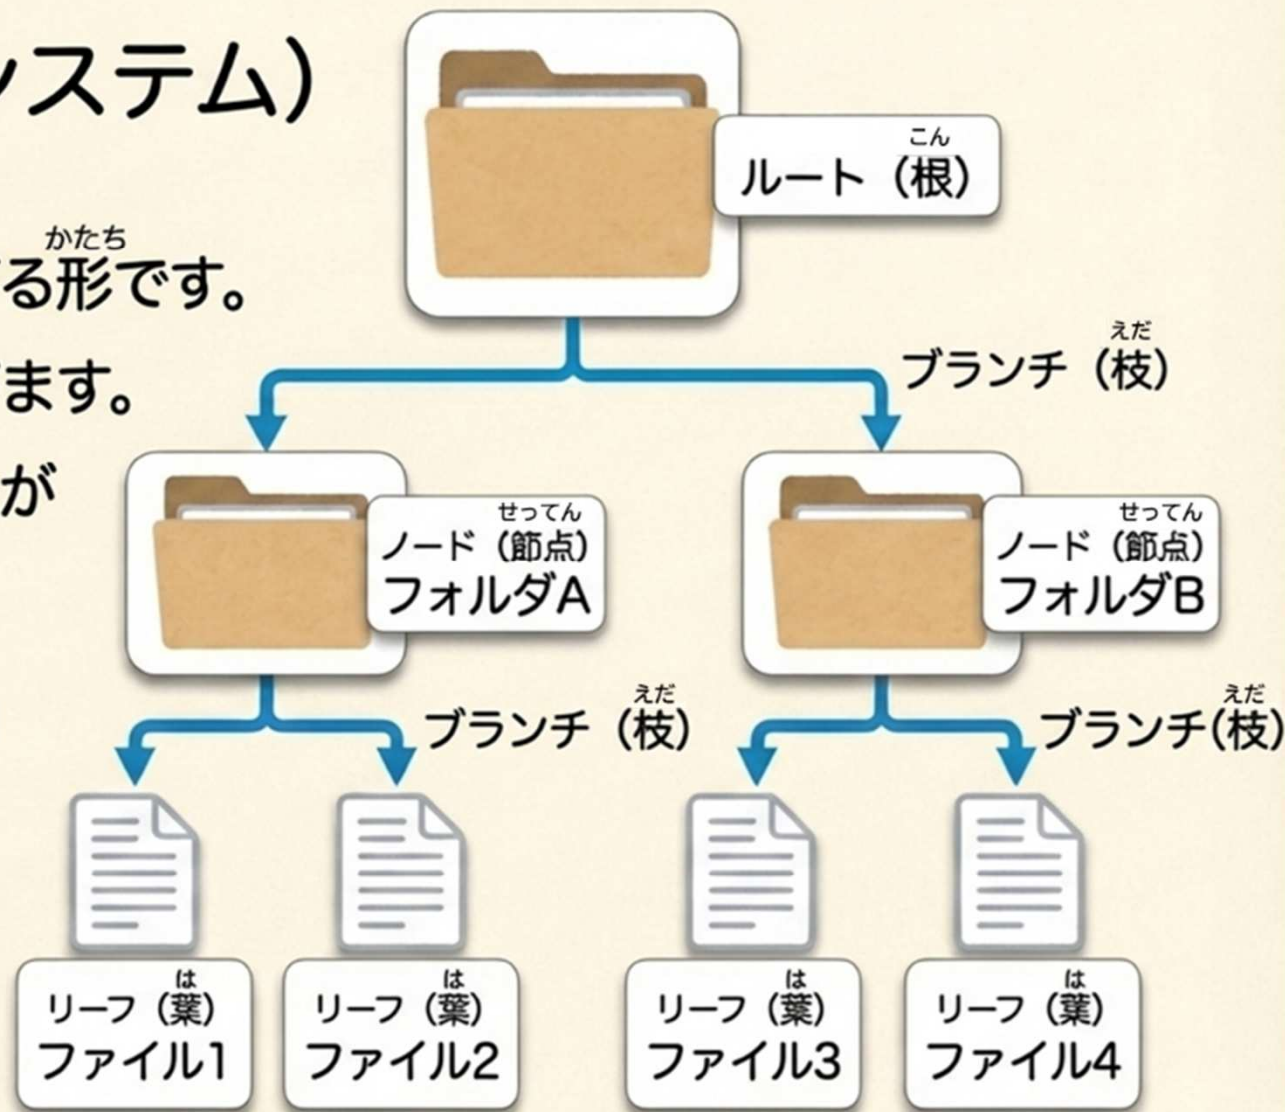 システム）
こん
ルート（根）
かたち
る形です。
ます。
が
えだ
ブランチ（枝）
せってん
ノード（節点）
フォルダA
せってん
ノード（節点）
フォルダB
えだ
ブランチ（枝）
えだ
ブランチ(枝)
は
リーフ（葉）
ファイル1
は
リーフ（葉）
ファイル2
は
リーフ（葉）
ファイル3
は
リーフ（葉）
ファイル4